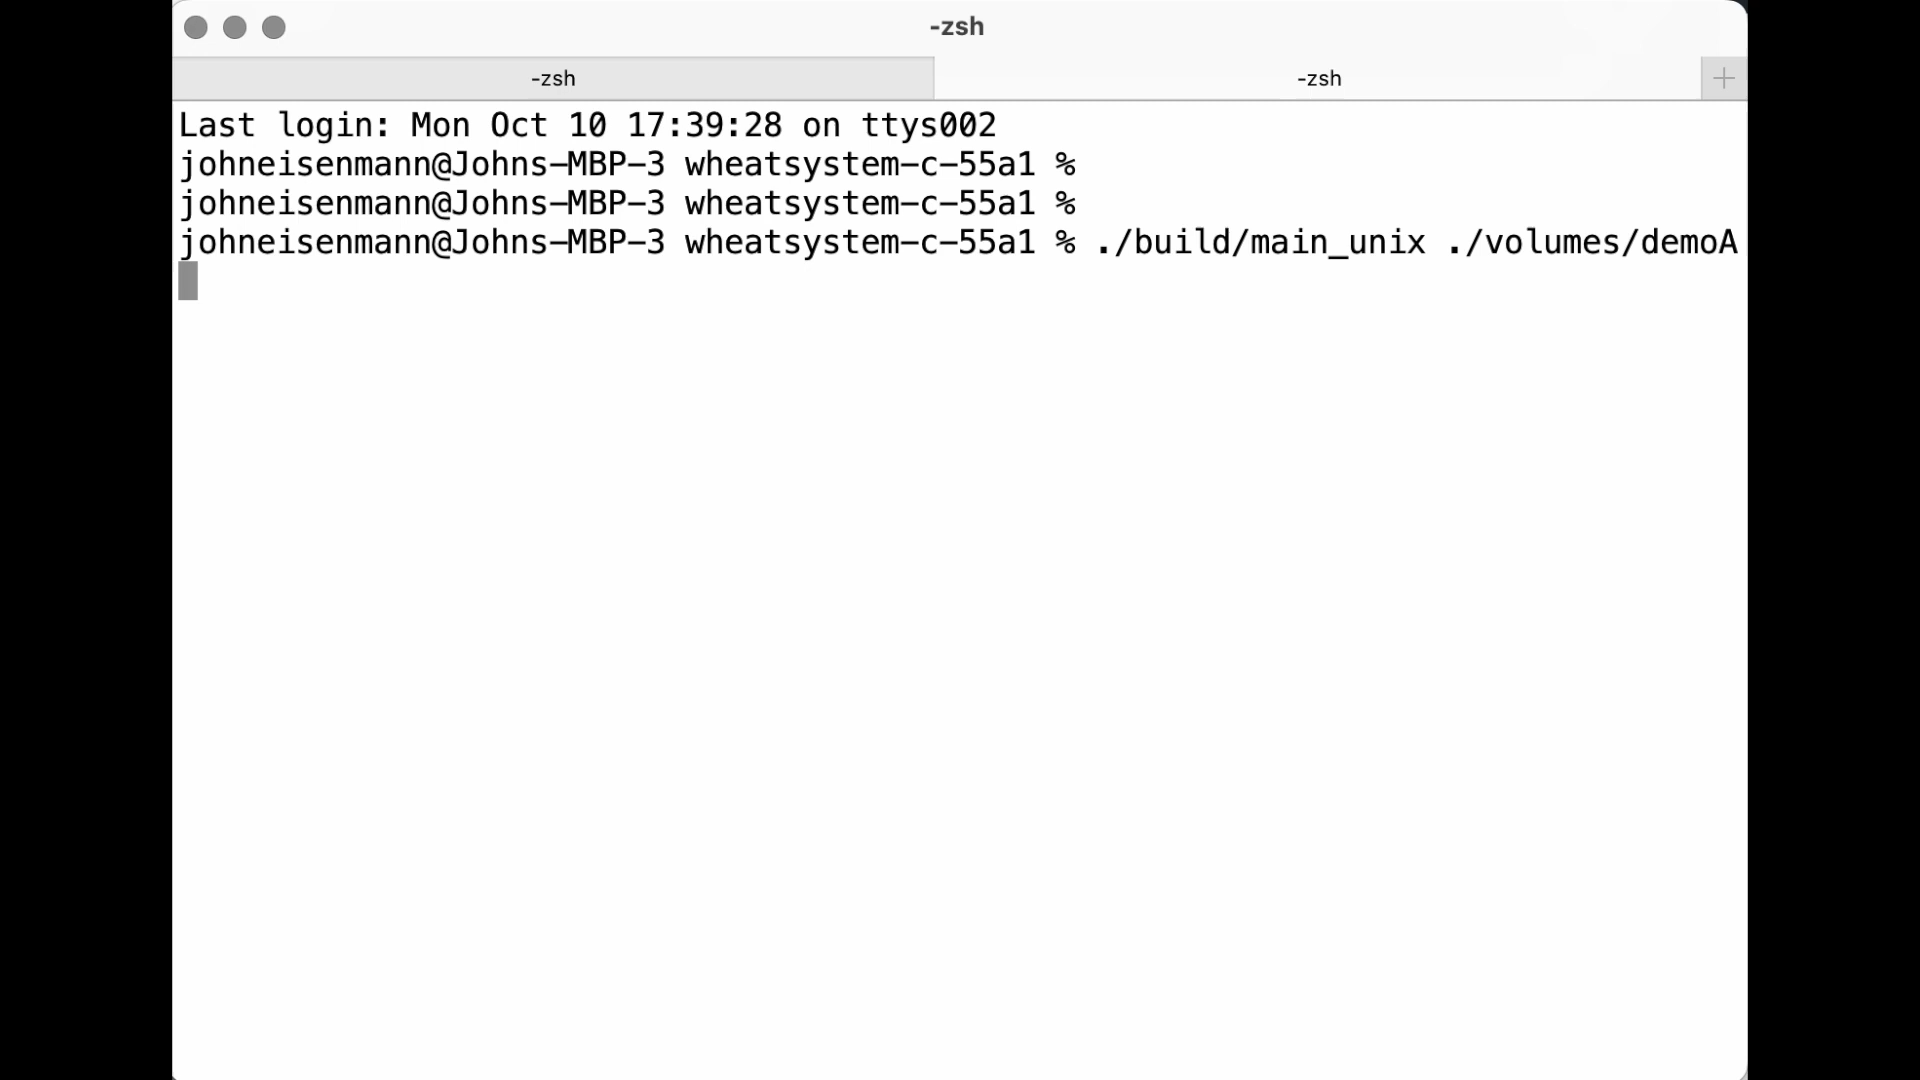 -zsh
-zsh -zsh +
Last login: Mon Oct 10 17:39:28 on ttys002
johneisenmann@Johns-MBP-3 wheatsystem-c-55a1 %
johneisenmann@Johns-MBP-3 wheatsystem-c-55a1 %
johneisenmann@Johns-MBP-3 wheatsystem-c-55a1 % ./build/main_unix ./volumes/demoA